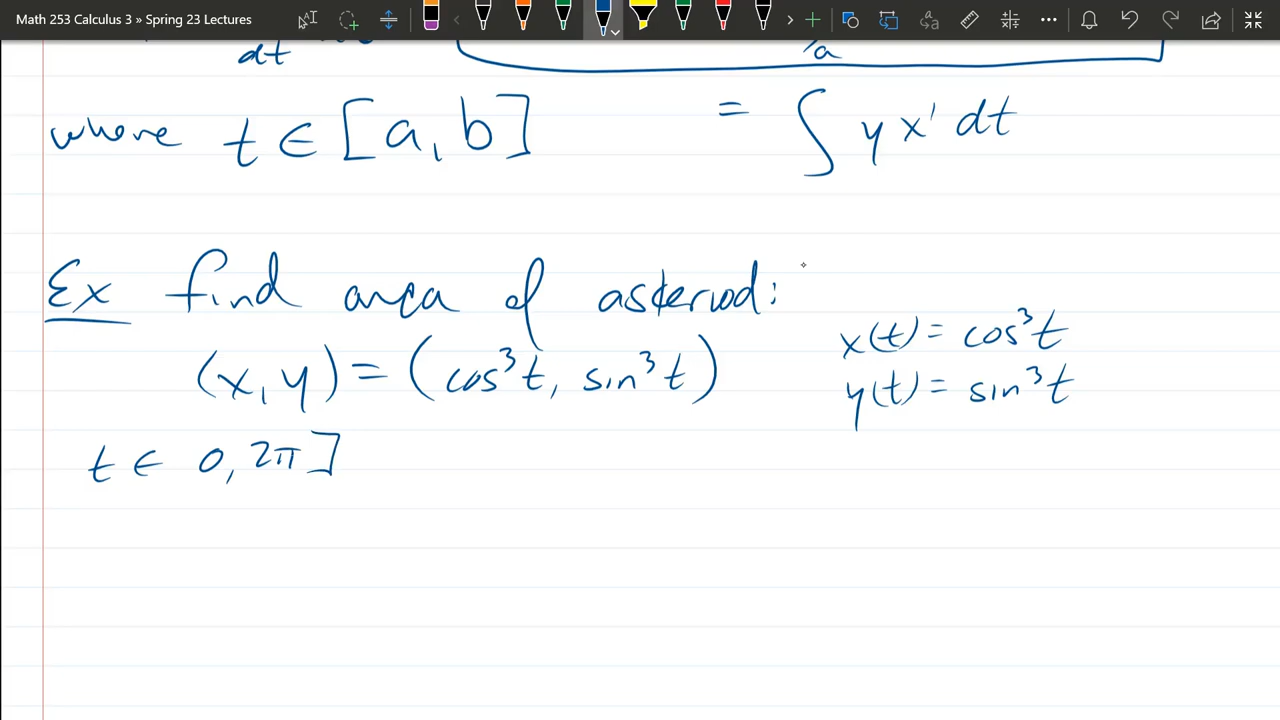 Math 253 Calculus 3 » Spring 23 Lectures
dt
/a
where t ∈ [a, b]
= ∫ y x' dt
Ex find area of asteriod:
(x, y) = (cos³t, sin³t)
x(t) = cos³t
y(t) = sin³t
t ∈ 0, 2π]